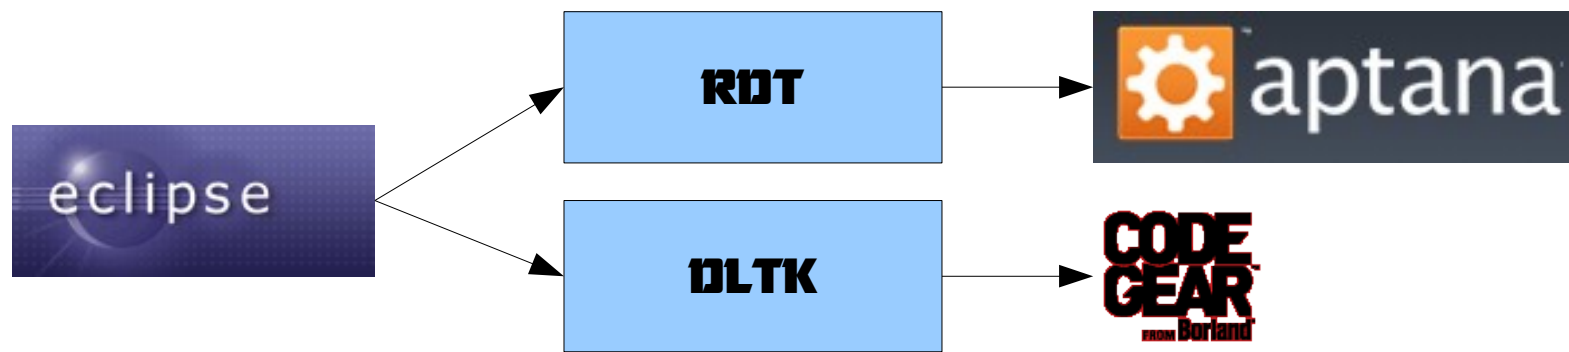 eclipse
RDT
aptana
DLTK
CODE
GEAR
FROM Borland